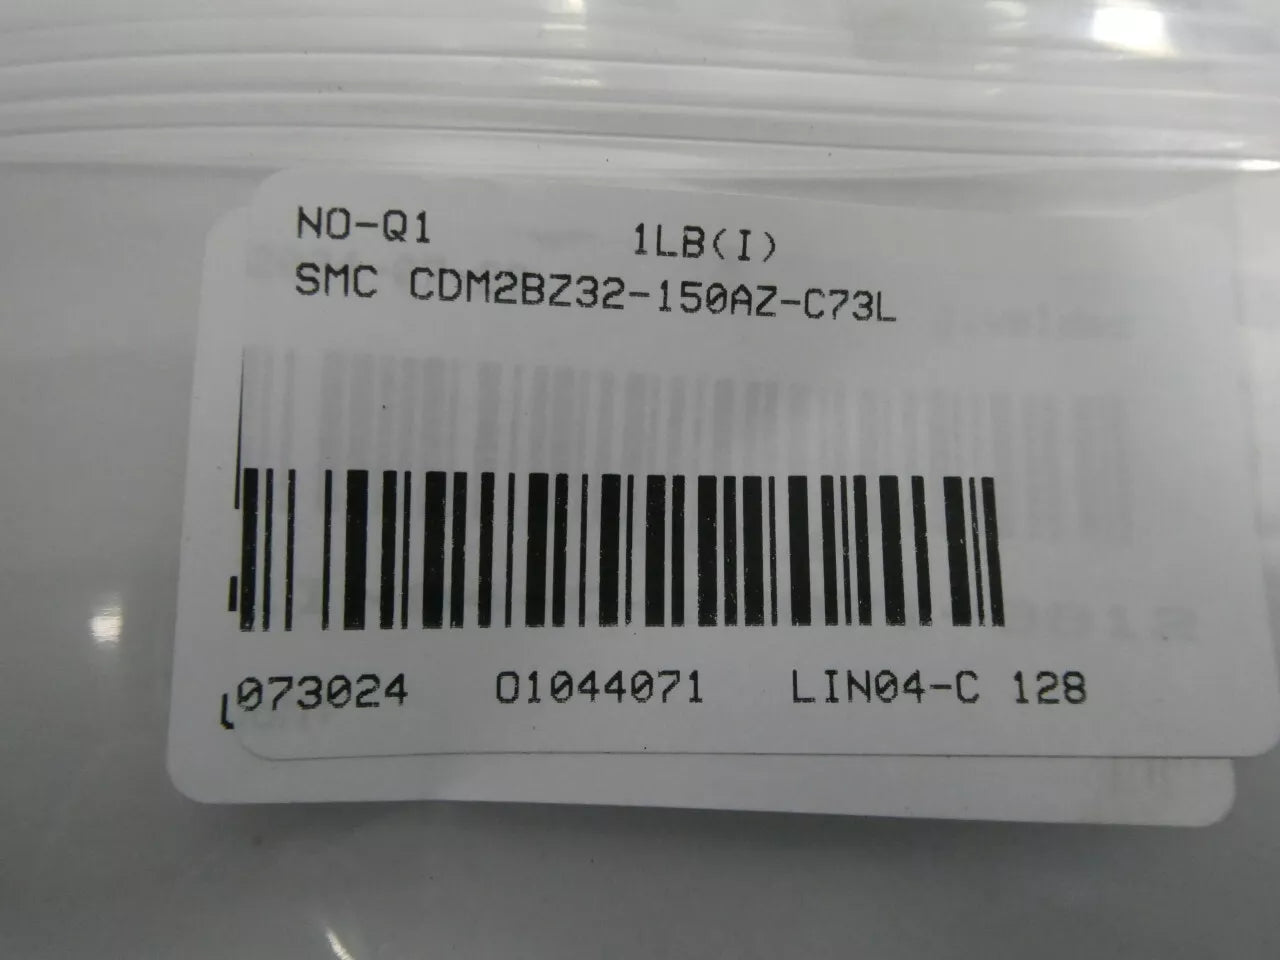 NO-Q1 1LB(I)
SMC CDM2BZ32-150AZ-C73L
073024 01044071 LIN04-C 128